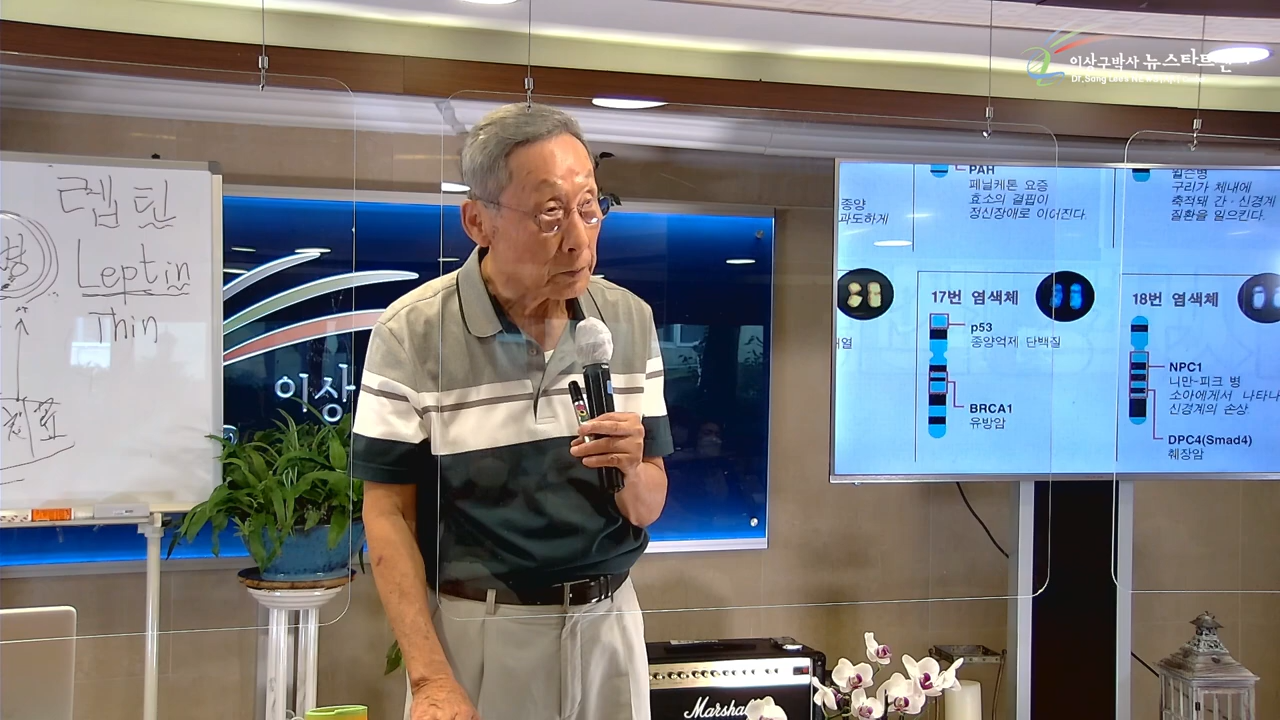 이상구박사 뉴스타트
렙틴
Leptin
Thin
이상
종양
과도하게
PAH
페닐케톤 요증
효소의 결핍이
정신장애로 이어진다.
윌슨병
구리가 체내에
축적돼 간·신경계
질환을 일으킨다.
17번 염색체
p53
종양억제 단백질
BRCA1
유방암
18번 염색체
NPC1
니만-피크 병
소아에게서 나타나
신경계의 손상
DPC4(Smad4)
췌장암
Marshall